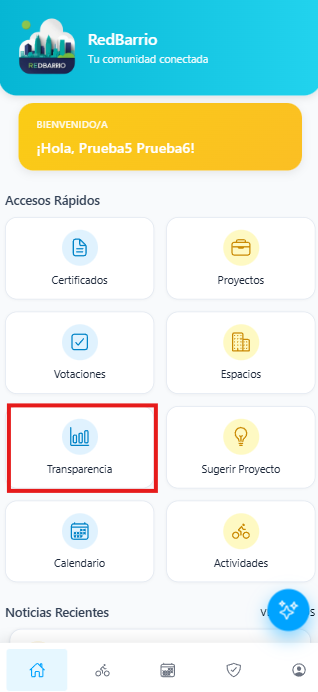 RedBarrio
Tu comunidad conectada
REDBARRIO
BIENVENIDO/A
¡Hola, Prueba5 Prueba6!
Accesos Rápidos
Certificados
Proyectos
Votaciones
Espacios
Transparencia
Sugerir Proyecto
Calendario
Actividades
Noticias Recientes